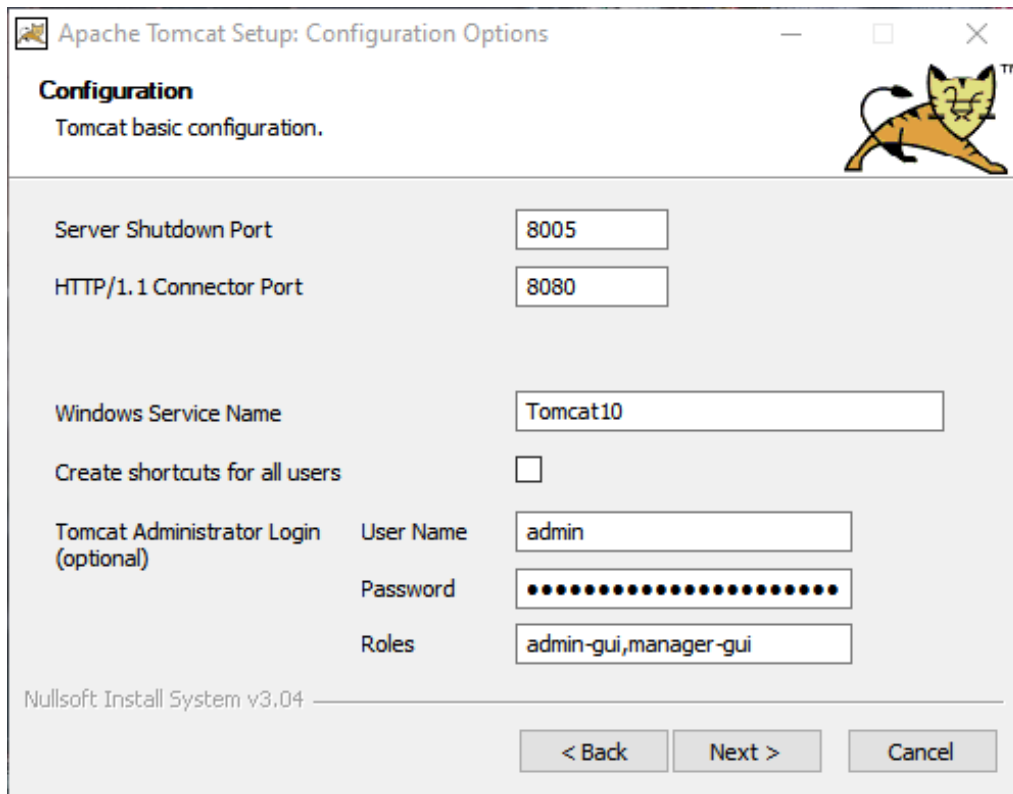 Apache Tomcat Setup: Configuration Options
Configuration
Tomcat basic configuration.
TM
Server Shutdown Port 8005
HTTP/1.1 Connector Port 8080
Windows Service Name Tomcat10
Create shortcuts for all users
Tomcat Administrator Login User Name admin
(optional)
Password ••••••••••••••••••••••
Roles admin-gui,manager-gui
Nullsoft Install System v3.04
< Back Next > Cancel